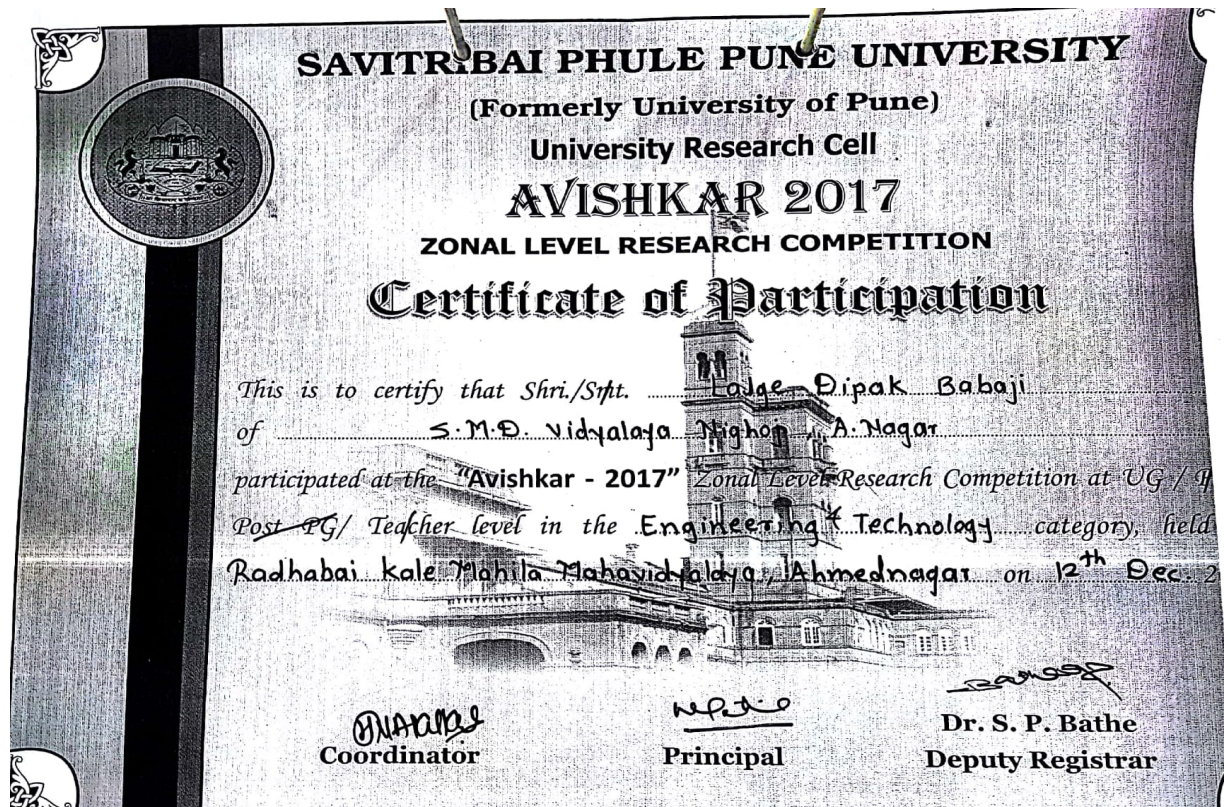 SAVITRIBAI PHULE PUNE UNIVERSITY
(Formerly University of Pune)
University Research Cell
AVISHKAR 2017
ZONAL LEVEL RESEARCH COMPETITION
Certificate of Participation
This is to certify that Shri./Smt. Dipak Babaji
of S.M.D. Vidyalaya Nighoj, A.Nagar
participated at the "Avishkar - 2017" Zonal Level Research Competition at UG /
Post PG/ Teacher level in the Engineering & Technology category, held
Radhabai Kale Mahila Mahavidyalaya, Ahmednagar on 12th Dec. 2
Coordinator
Principal
Dr. S. P. Bathe
Deputy Registrar